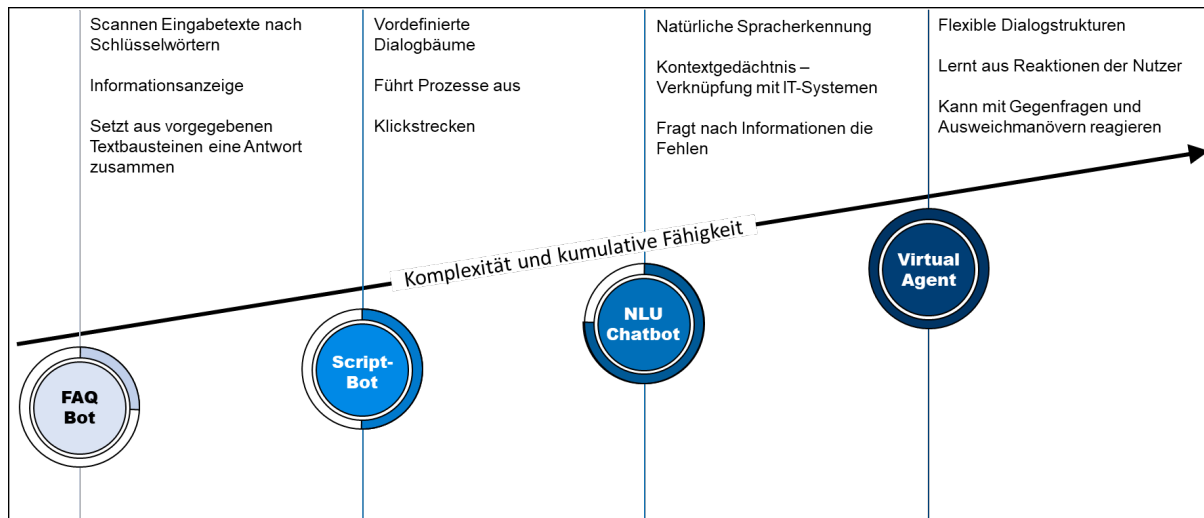 Scannen Eingabetexte nach
Schlüsselwörtern
Informationsanzeige
Setzt aus vorgegebenen
Textbausteinen eine Antwort
zusammen
Vordefinierte
Dialogbäume
Führt Prozesse aus
Klickstrecken
Natürliche Spracherkennung
Kontextgedächtnis –
Verknüpfung mit IT-Systemen
Fragt nach Informationen die
Fehlen
Flexible Dialogstrukturen
Lernt aus Reaktionen der Nutzer
Kann mit Gegenfragen und
Ausweichmanövern reagieren
Komplexität und kumulative Fähigkeit
FAQ
Bot
Script-
Bot
NLU
Chatbot
Virtual
Agent